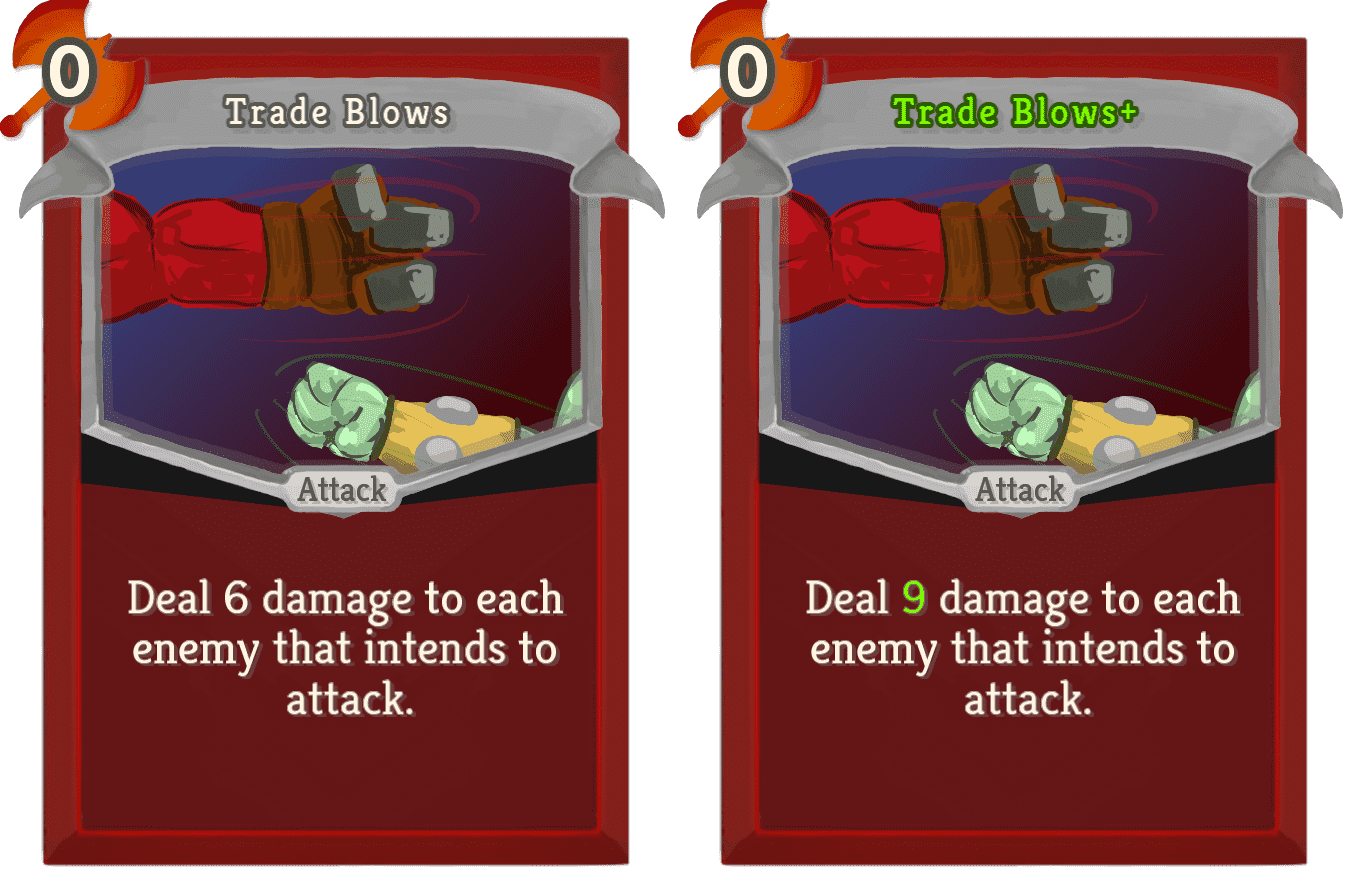 0
Trade Blows
Attack
Deal 6 damage to each
enemy that intends to
attack.
0
Trade Blows+
Attack
Deal 9 damage to each
enemy that intends to
attack.